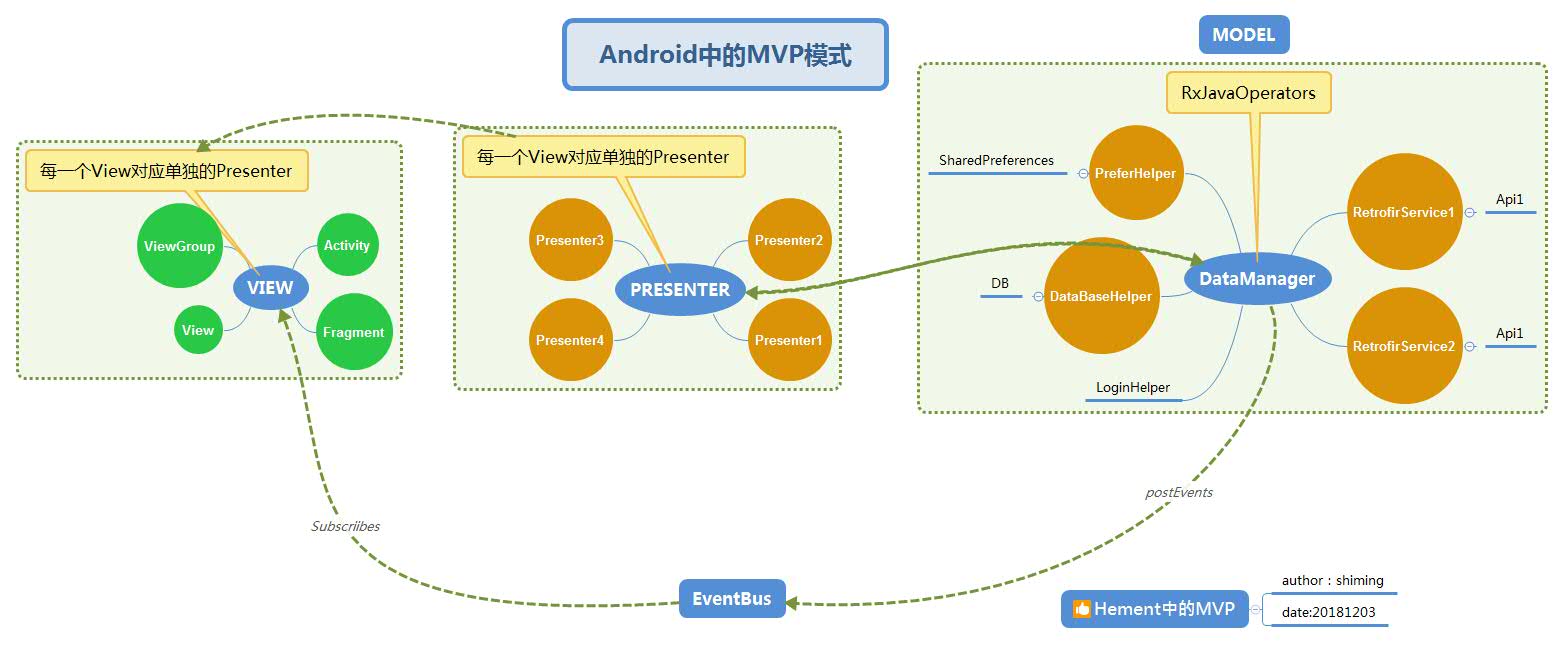 Android中的MVP模式
MODEL
RxJavaOperators
每一个View对应单独的Presenter
ViewGroup
Activity
VIEW
View
Fragment
每一个View对应单独的Presenter
Presenter3
Presenter2
PRESENTER
Presenter4
Presenter1
SharedPreferences
PreferHelper
RetrofirService1
Api1
DB
DataBaseHelper
DataManager
RetrofirService2
Api1
LoginHelper
postEvents
Subscriibes
EventBus
Hement中的MVP
author：shiming
date:20181203